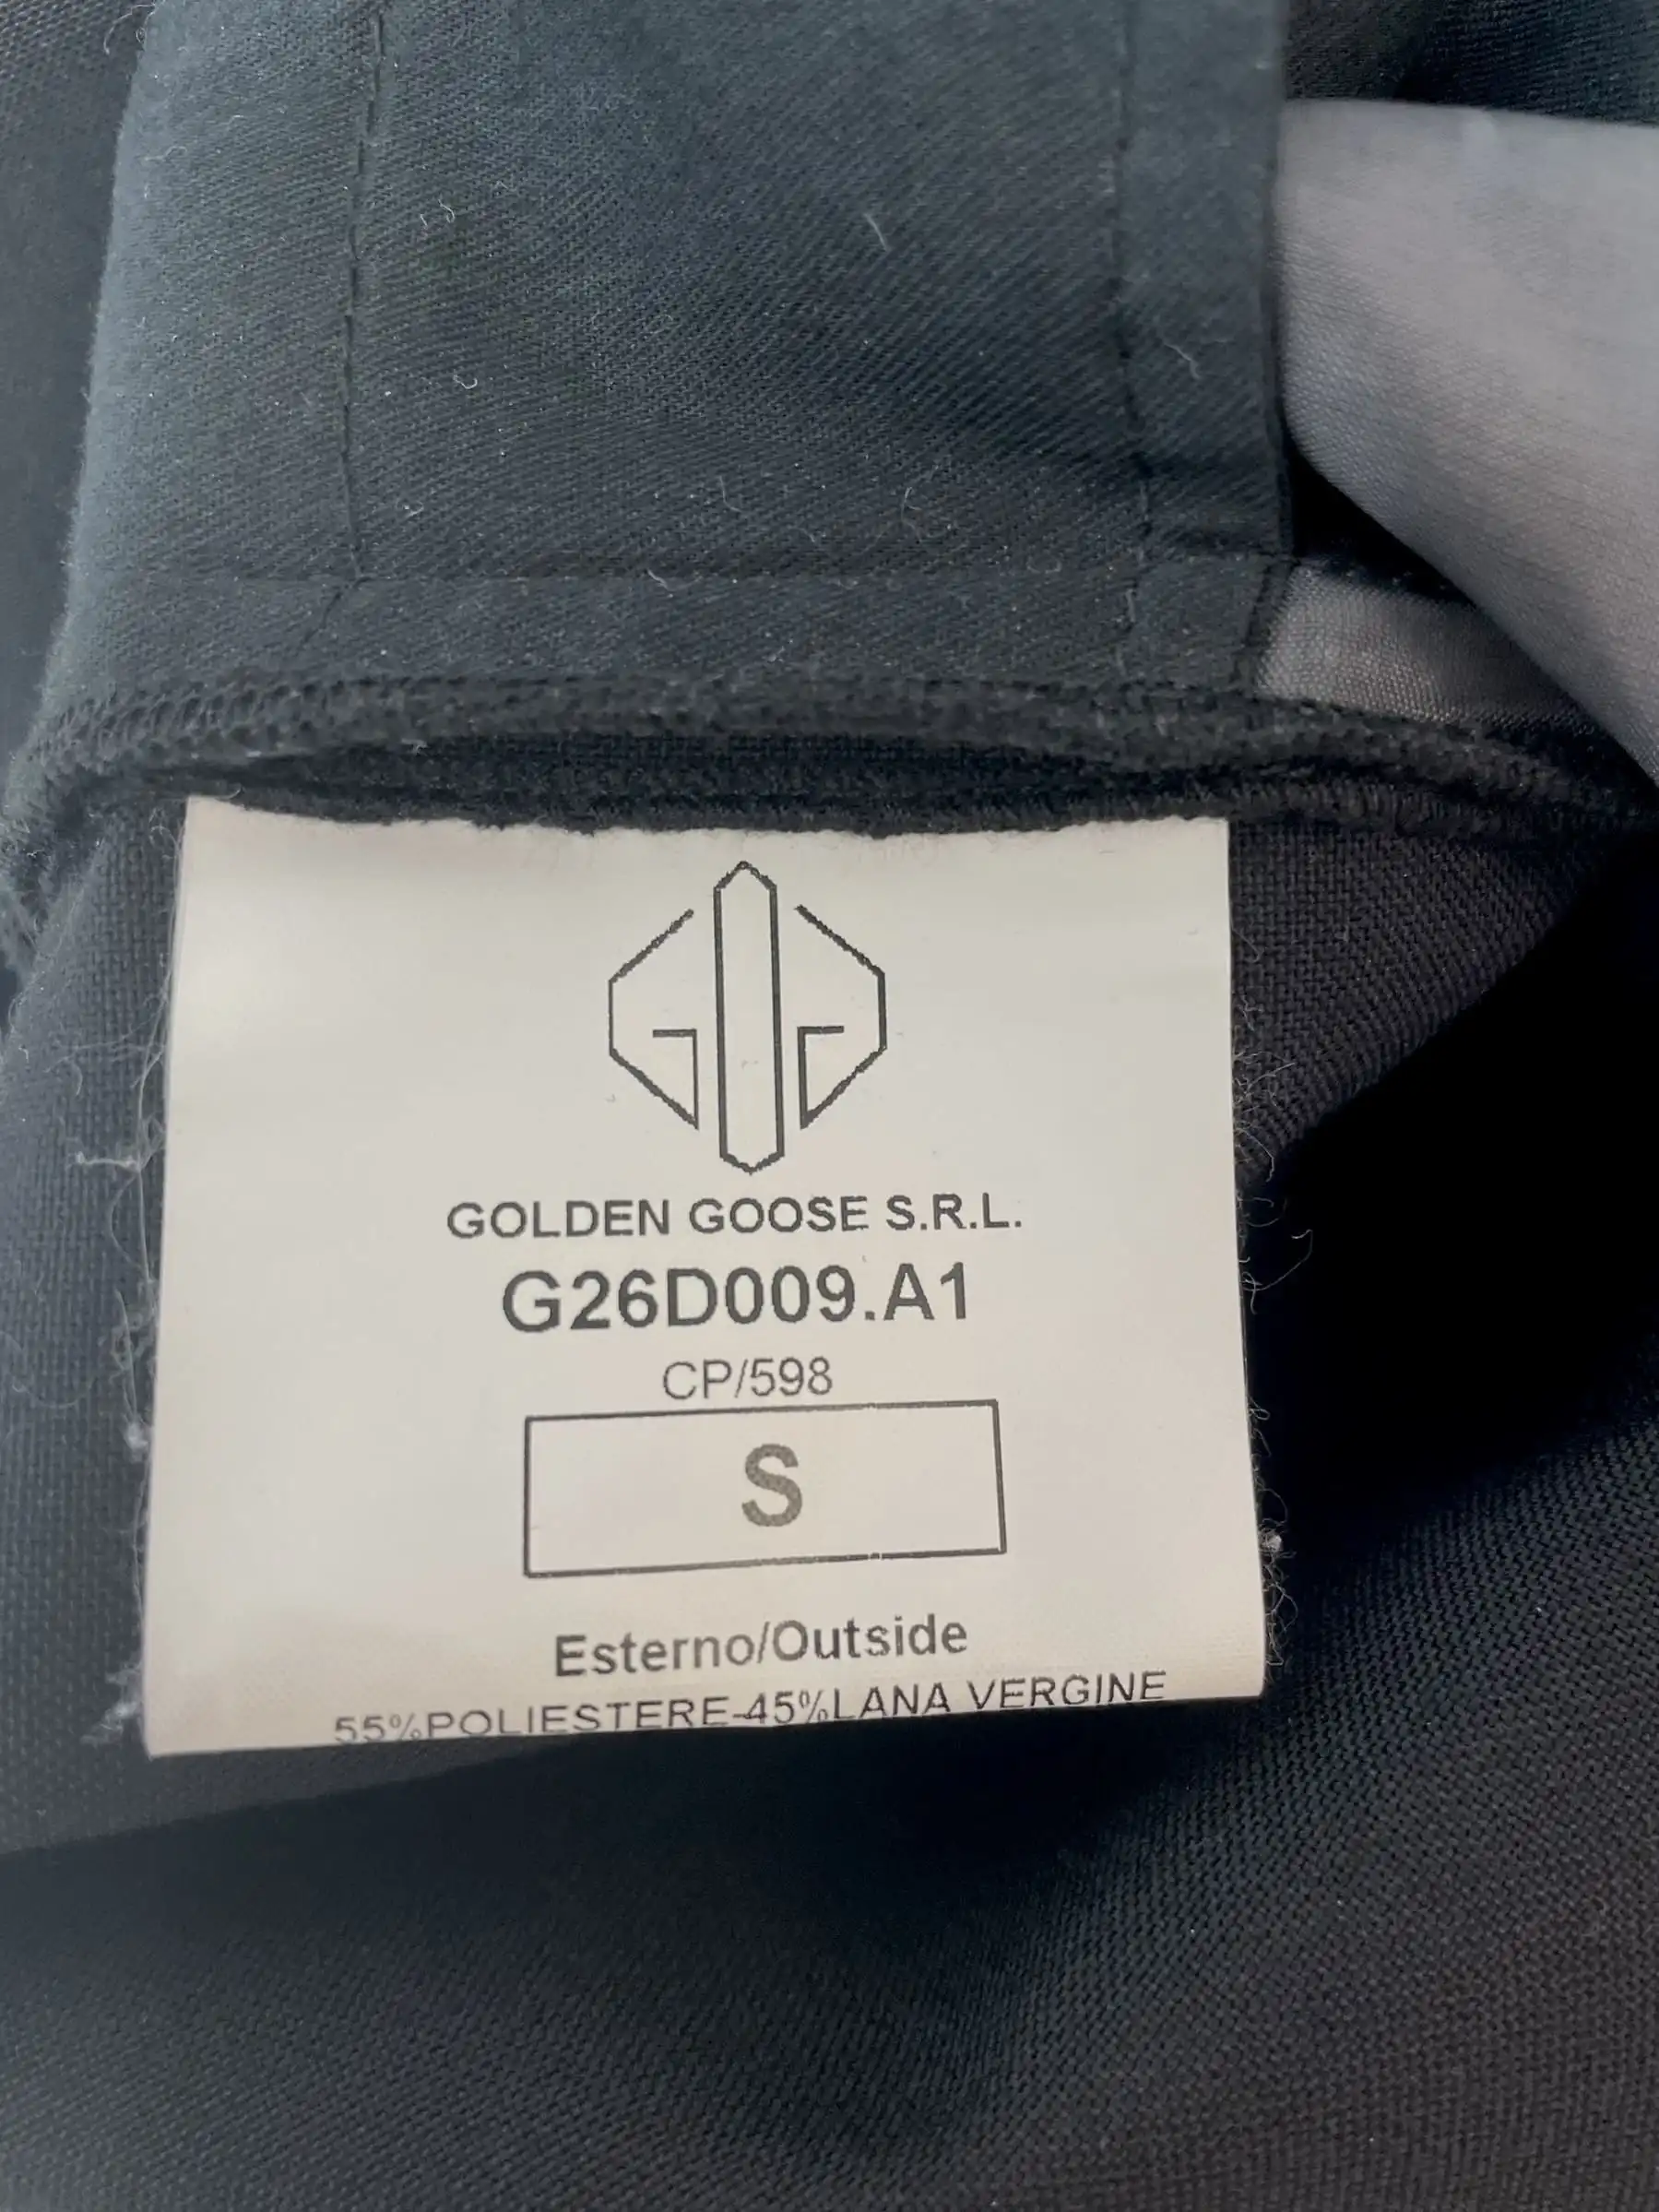 GOLDEN GOOSE S.R.L.
G26D009.A1
CP/598
S
Esterno/Outside
55%POLIESTERE-45%LANA VERGINE